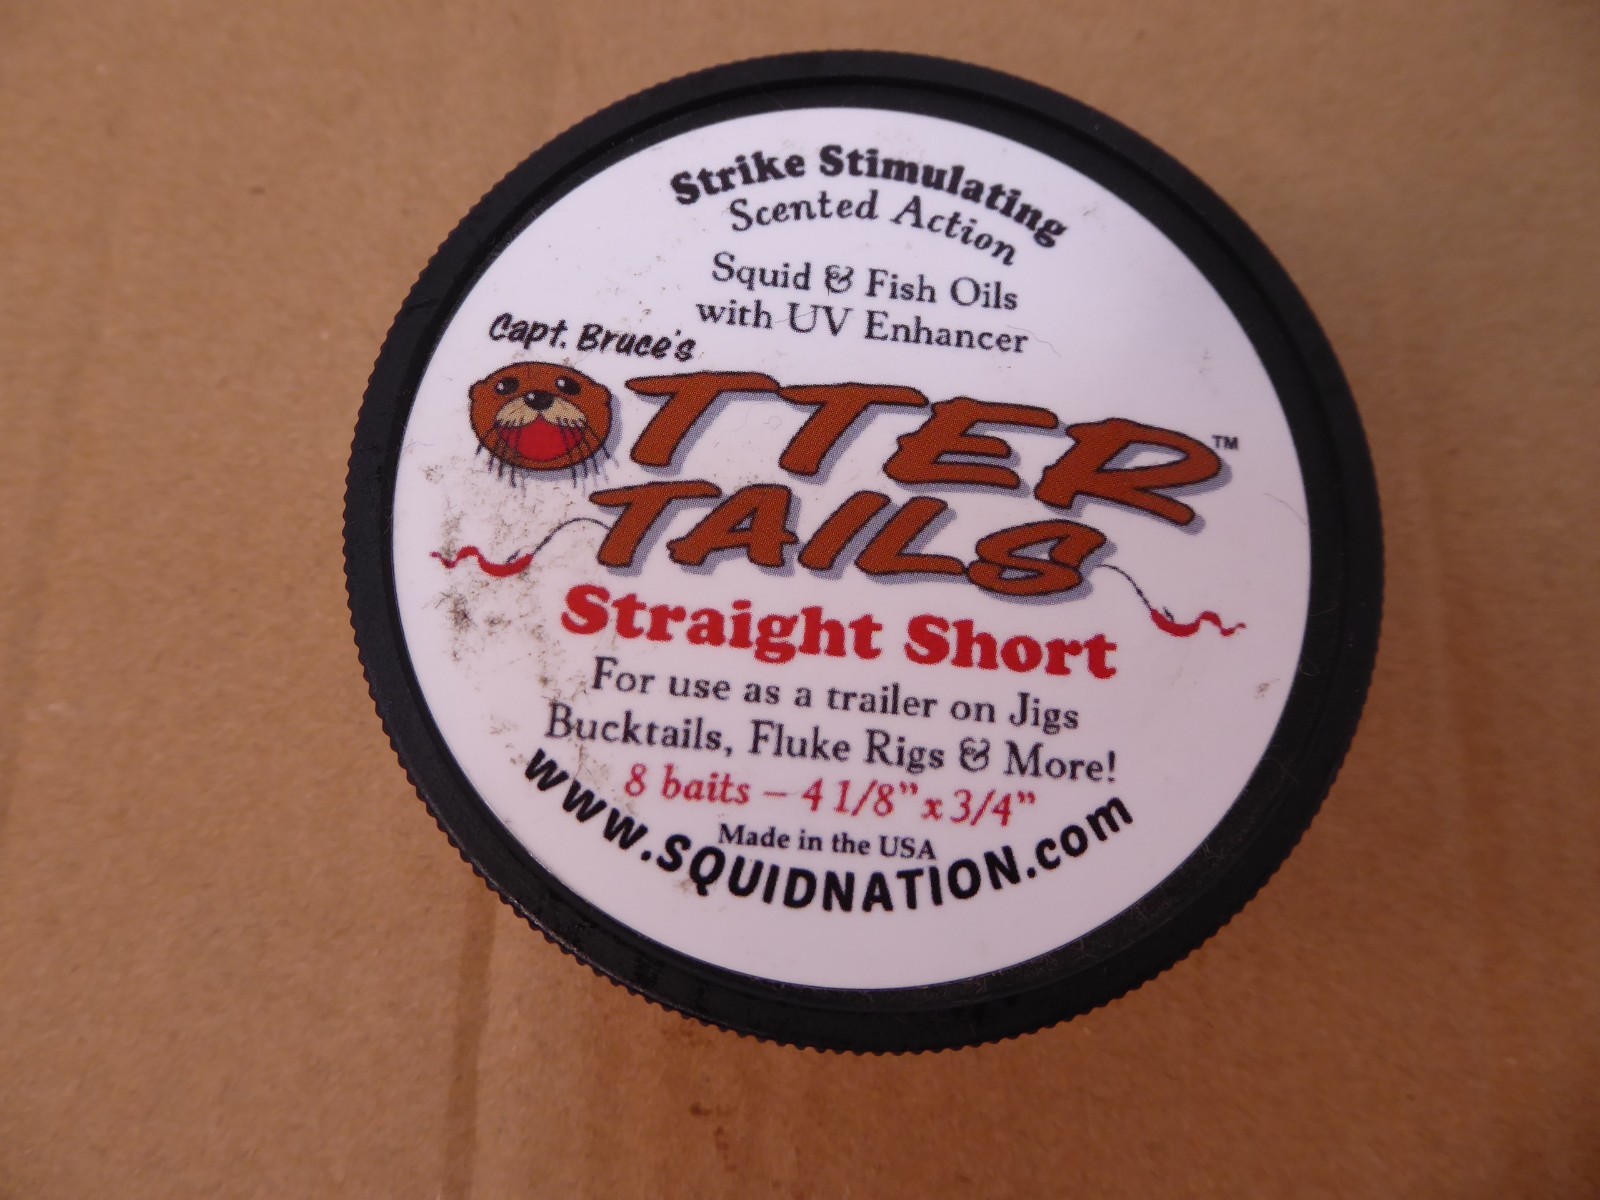 Strike Stimulating
Scented Action
Squid & Fish Oils
with UV Enhancer
Capt. Bruce's
OTTER™
TAILS
Straight Short
For use as a trailer on Jigs
Bucktails, Fluke Rigs & More!
8 baits – 4 1/8” x 3/4”
Made in the USA
www.SQUIDNATION.com